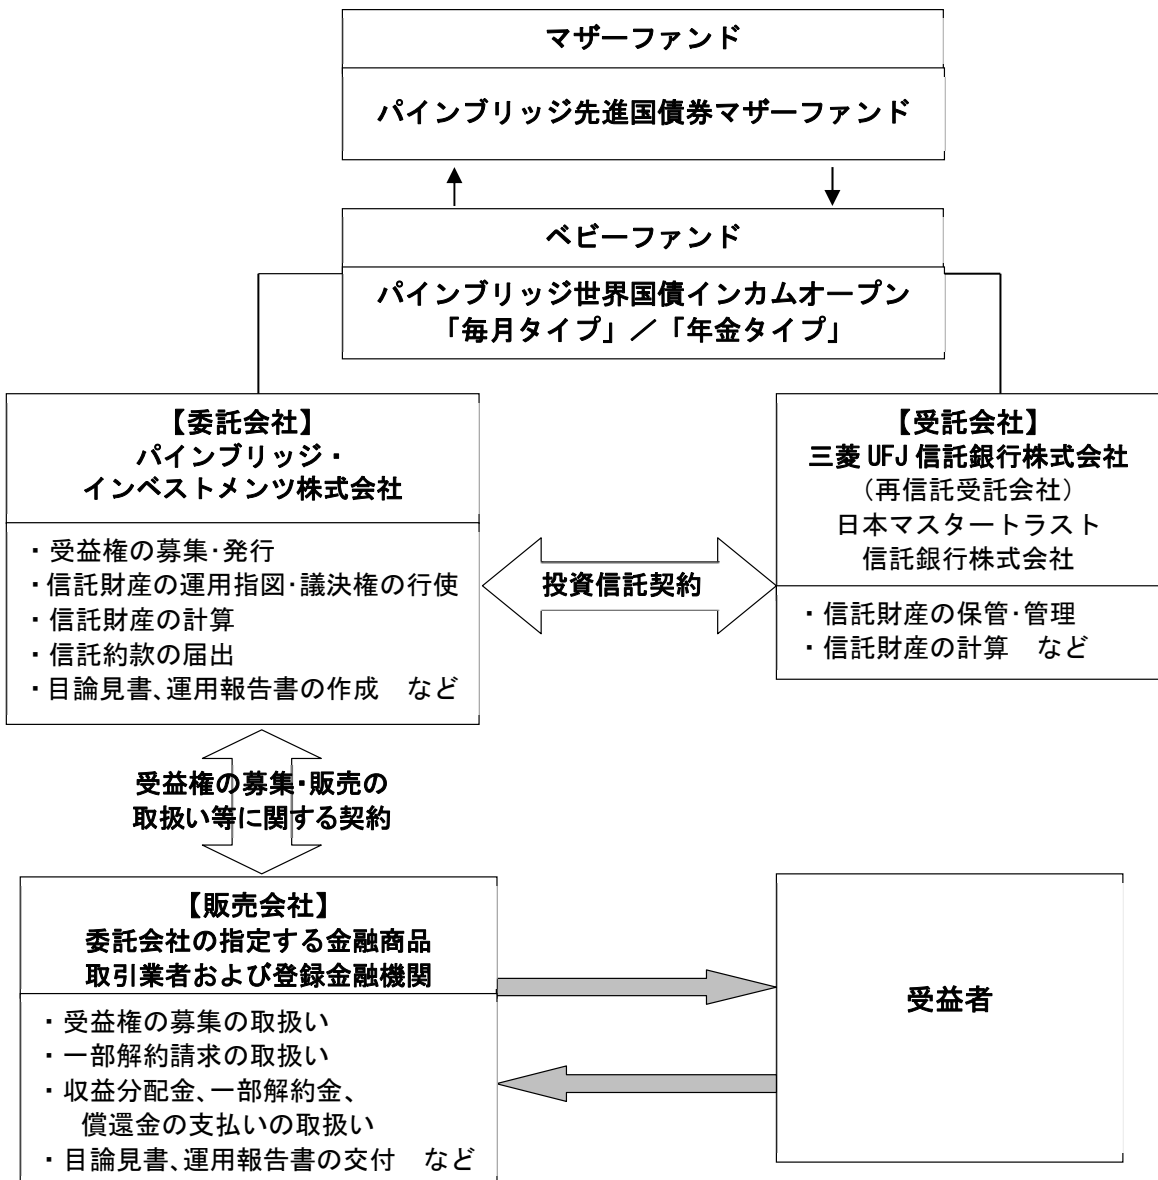 マザーファンド
パインブリッジ先進国債券マザーファンド
ベビーファンド
パインブリッジ世界国債インカムオープン
「毎月タイプ」／「年金タイプ」
【委託会社】
パインブリッジ・
インベストメンツ株式会社
・受益権の募集・発行
・信託財産の運用指図・議決権の行使
・信託財産の計算
・信託約款の届出
・目論見書、運用報告書の作成　など
投資信託契約
【受託会社】
三菱UFJ信託銀行株式会社
（再信託受託会社）
日本マスタートラスト
信託銀行株式会社
・信託財産の保管・管理
・信託財産の計算　など
受益権の募集・販売の
取扱い等に関する契約
【販売会社】
委託会社の指定する金融商品
取引業者および登録金融機関
・受益権の募集の取扱い
・一部解約請求の取扱い
・収益分配金、一部解約金、
償還金の支払いの取扱い
・目論見書、運用報告書の交付　など
受益者